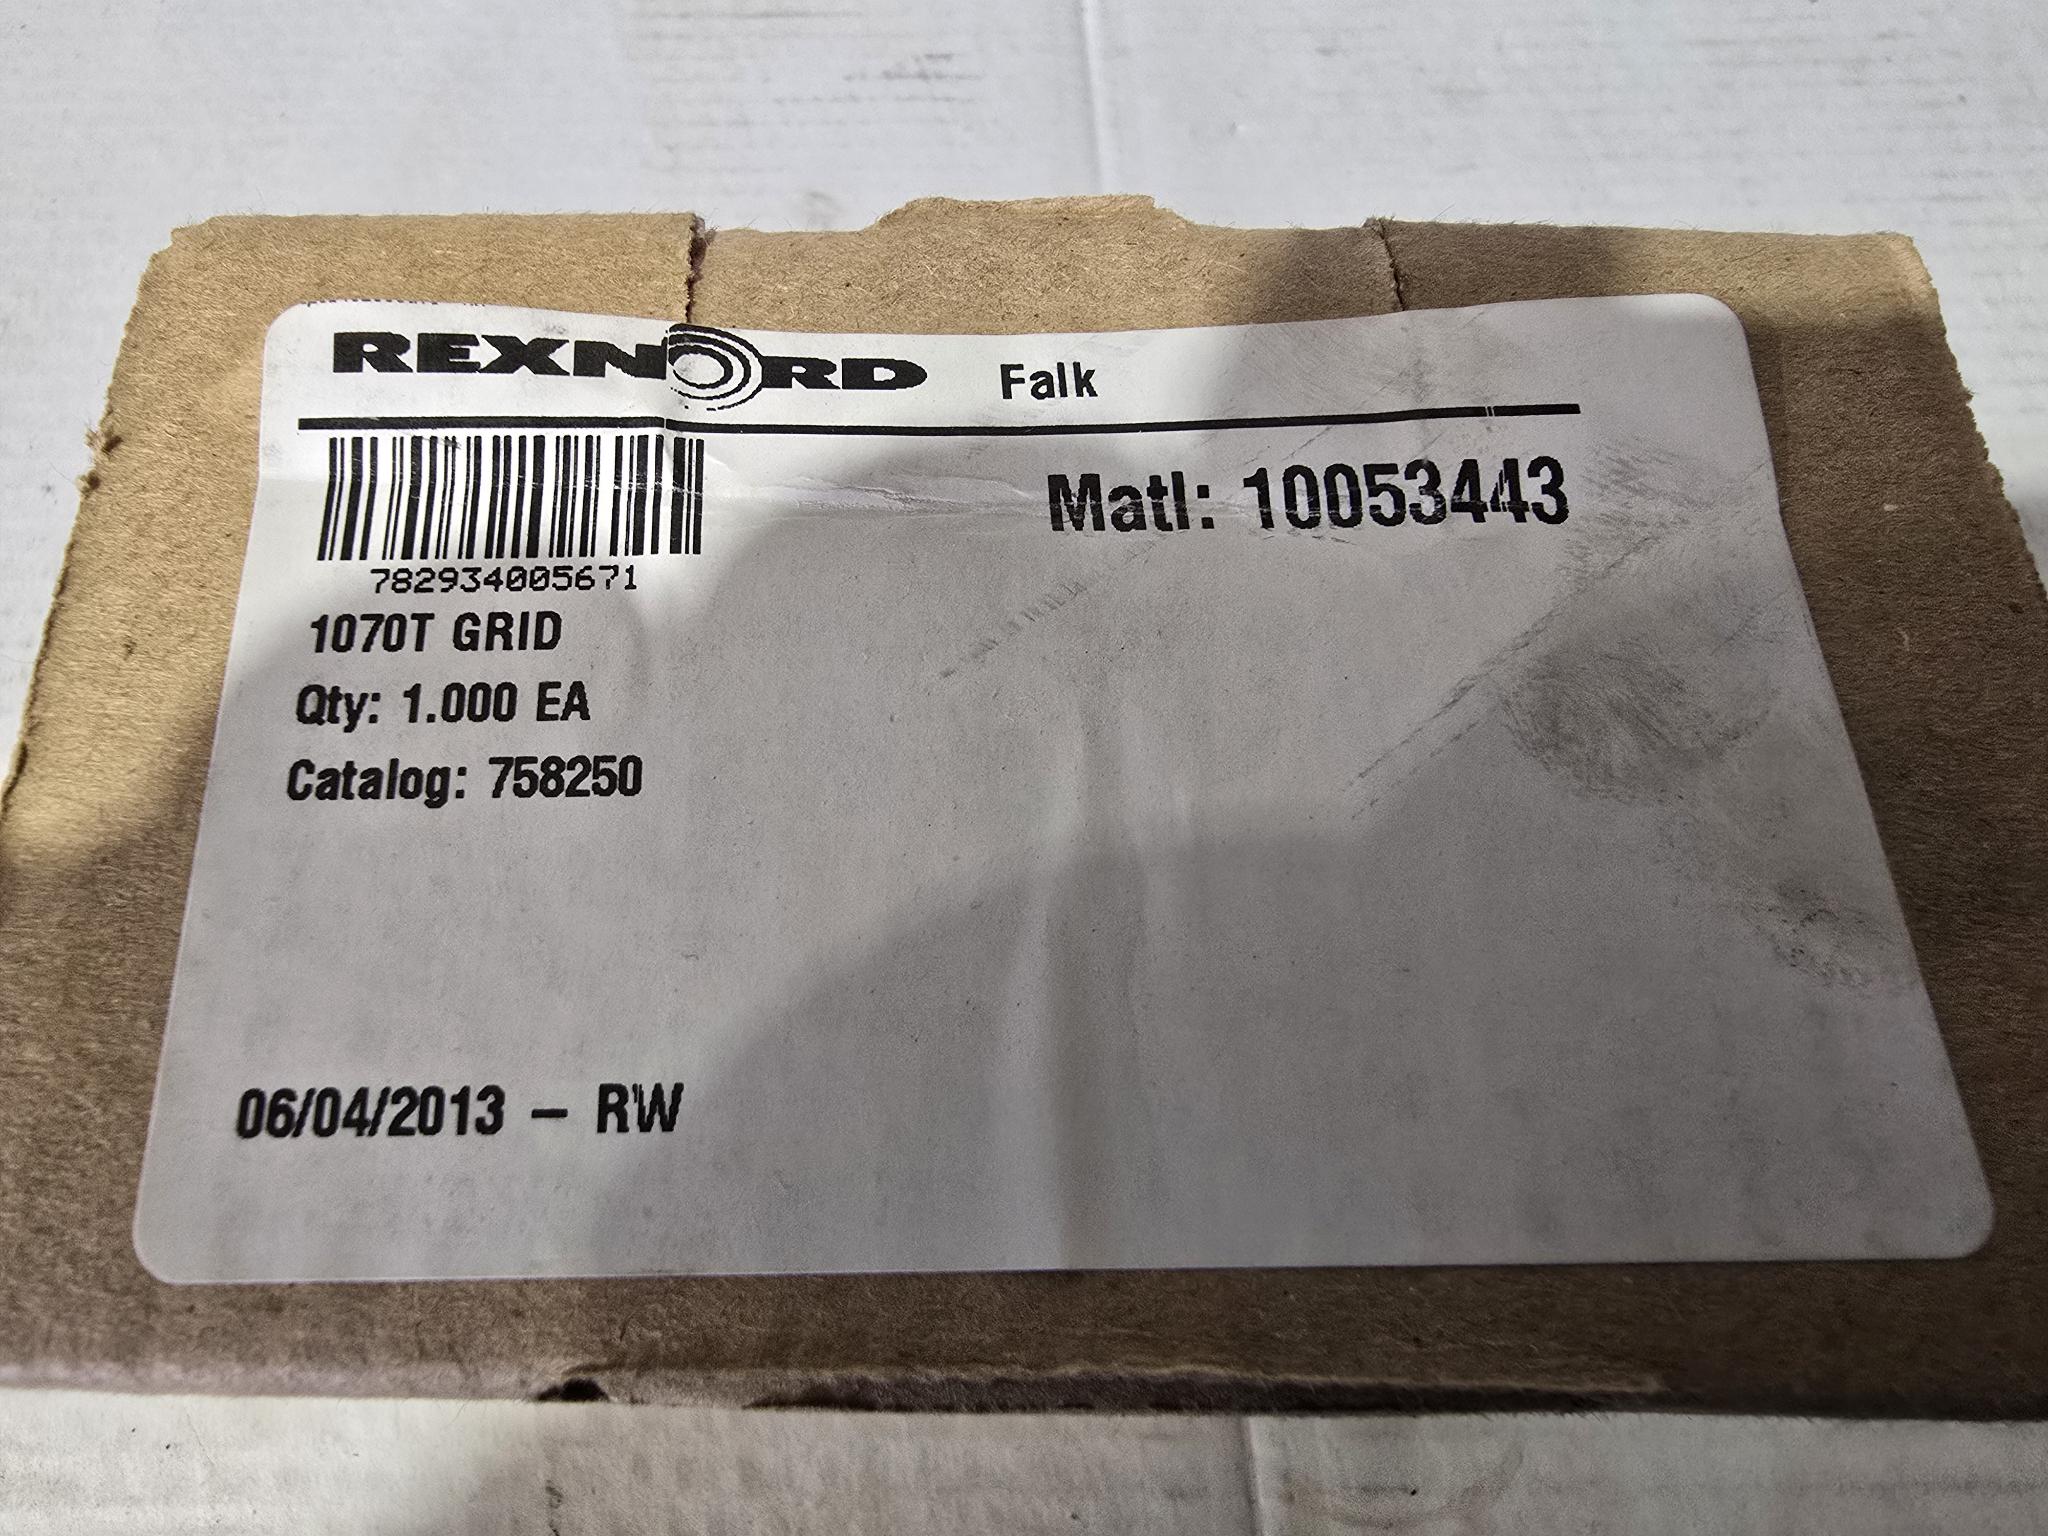 REXNORD Falk
Matl: 10053443
782934005671
1070T GRID
Qty: 1.000 EA
Catalog: 758250
06/04/2013 – RW